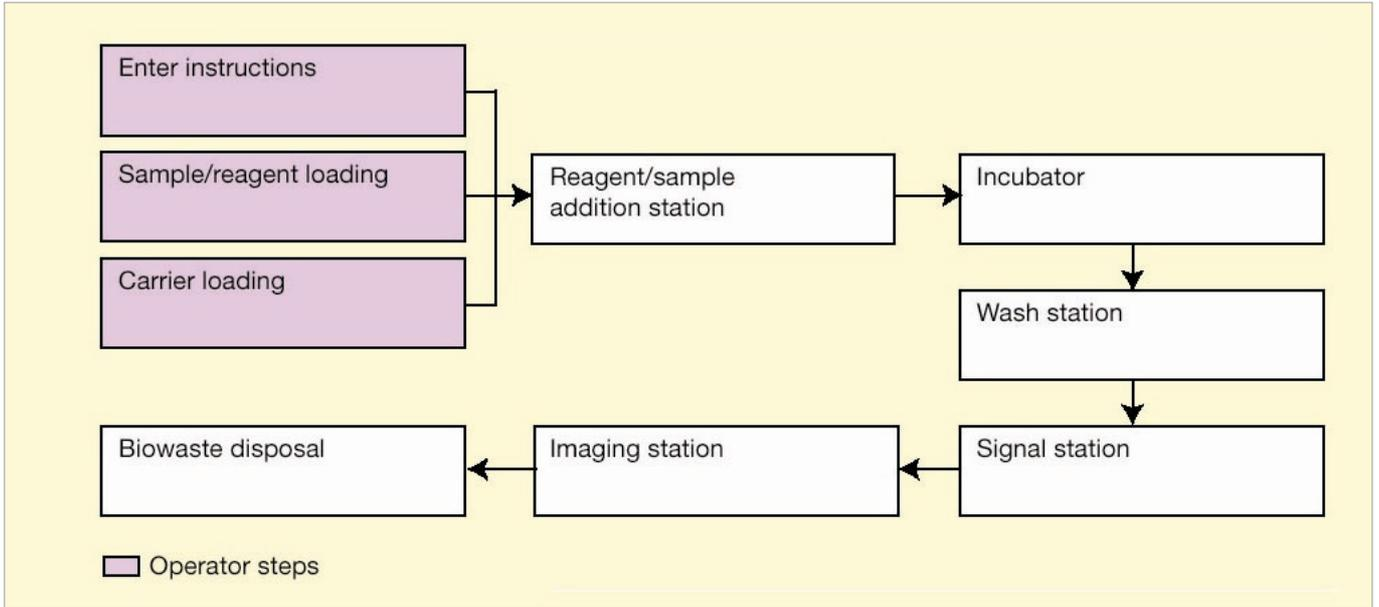 Enter instructions
Sample/reagent loading
Carrier loading
Reagent/sample
addition station
Incubator
Wash station
Signal station
Imaging station
Biowaste disposal
Operator steps